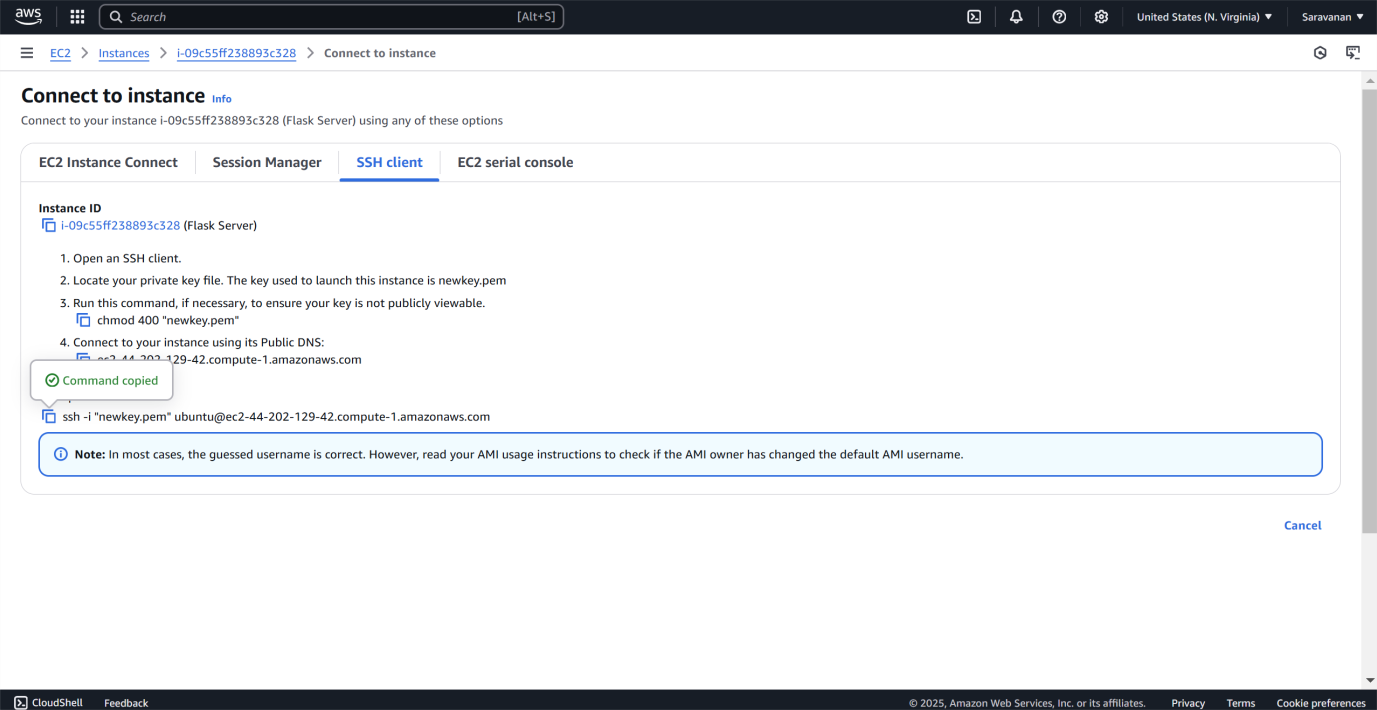 aws
Search [Alt+S]
United States (N. Virginia)
Saravanan
EC2
Instances
i-09c55ff238893c328
Connect to instance
Connect to instance Info
Connect to your instance i-09c55ff238893c328 (Flask Server) using any of these options
EC2 Instance Connect
Session Manager
SSH client
EC2 serial console
Instance ID
i-09c55ff238893c328 (Flask Server)
1. Open an SSH client.
2. Locate your private key file. The key used to launch this instance is newkey.pem
3. Run this command, if necessary, to ensure your key is not publicly viewable.
chmod 400 "newkey.pem"
4. Connect to your instance using its Public DNS:
ec2-44-202-129-42.compute-1.amazonaws.com
Command copied
ssh -i "newkey.pem" ubuntu@ec2-44-202-129-42.compute-1.amazonaws.com
Note: In most cases, the guessed username is correct. However, read your AMI usage instructions to check if the AMI owner has changed the default AMI username.
Cancel
CloudShell
Feedback
© 2025, Amazon Web Services, Inc. or its affiliates.
Privacy
Terms
Cookie preferences